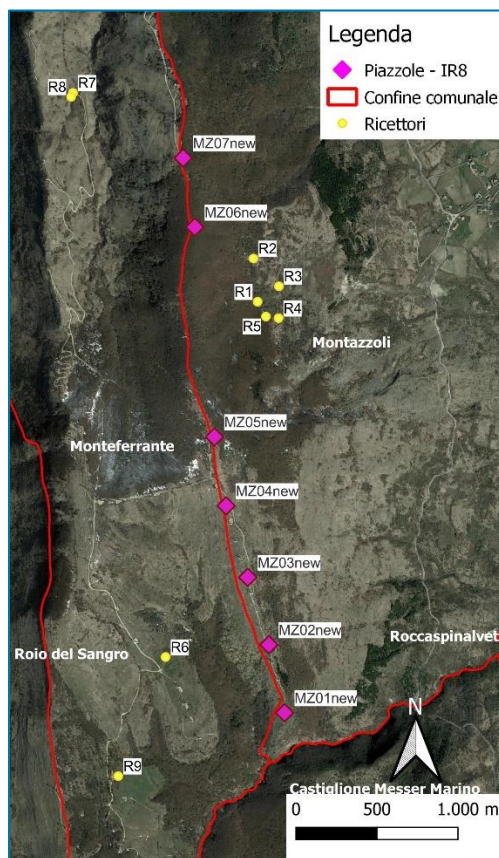 Legenda
Piazzole - IR8
Confine comunale
Ricettori
R8 R7
MZ07new
MZ06new
R2
R3
R1
R4
R5
Montazzoli
MZ05new
Monteferrante
MZ04new
MZ03new
MZ02new
Roccaspinalvet
Roio del Sangro
R6
MZ01new
N
R9
Castiglione Messer Marino
0 500 1.000 m